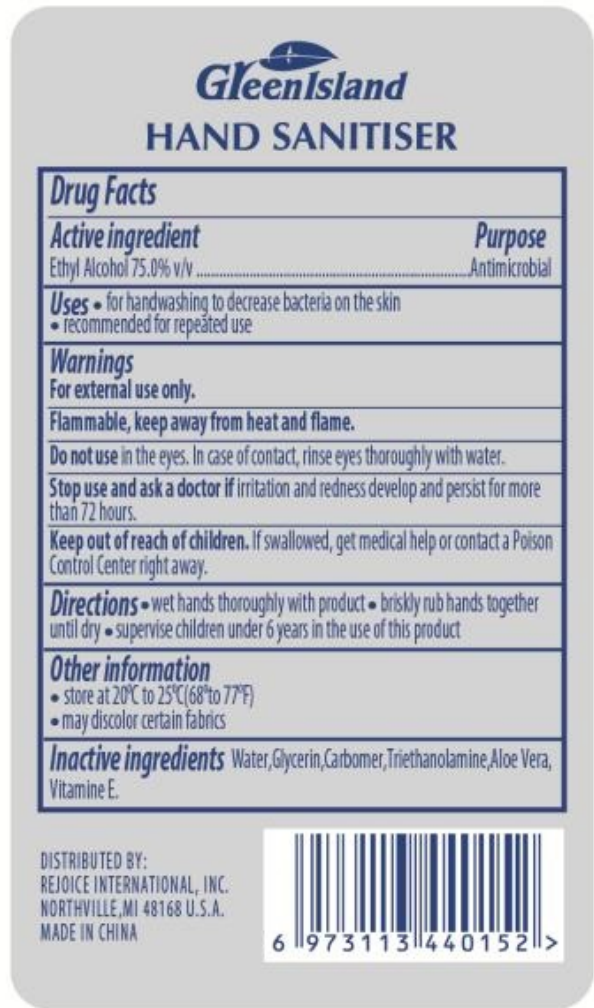 GreenIsland
HAND SANITISER
Drug Facts
Active ingredient Purpose
Ethyl Alcohol 75.0% v/v ........ Antimicrobial
Uses • for handwashing to decrease bacteria on the skin
• recommended for repeated use
Warnings
For external use only.
Flammable, keep away from heat and flame.
Do not use in the eyes. In case of contact, rinse eyes thoroughly with water.
Stop use and ask a doctor if irritation and redness develop and persist for more
than 72 hours.
Keep out of reach of children. If swallowed, get medical help or contact a Poison
Control Center right away.
Directions • wet hands thoroughly with product • briskly rub hands together
until dry • supervise children under 6 years in the use of this product
Other information
• store at 20ºC to 25ºC(68ºto 77ºF)
• may discolor certain fabrics
Inactive ingredients Water,Glycerin,Carbomer,Triethanolamine,Aloe Vera,
Vitamine E.
DISTRIBUTED BY:
REJOICE INTERNATIONAL, INC.
NORTHVILLE,MI 48168 U.S.A.
MADE IN CHINA
6 973113 440152 >